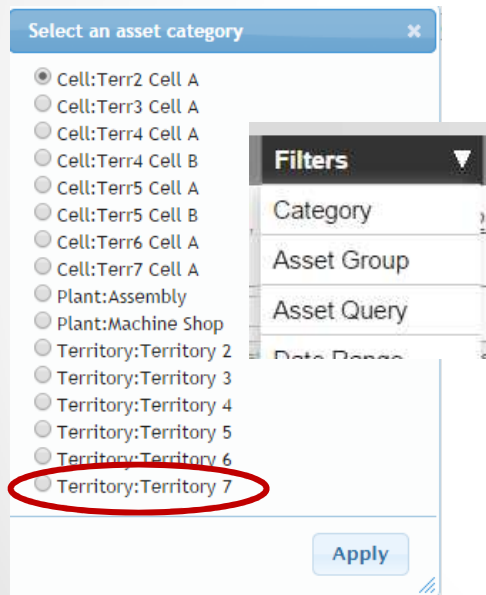 Select an asset category
Cell:Terr2 Cell A
Cell:Terr3 Cell A
Cell:Terr4 Cell A
Cell:Terr4 Cell B
Cell:Terr5 Cell A
Cell:Terr5 Cell B
Cell:Terr6 Cell A
Cell:Terr7 Cell A
Plant:Assembly
Plant:Machine Shop
Territory:Territory 2
Territory:Territory 3
Territory:Territory 4
Territory:Territory 5
Territory:Territory 6
Territory:Territory 7
Apply
Filters
Category
Asset Group
Asset Query
Date Range